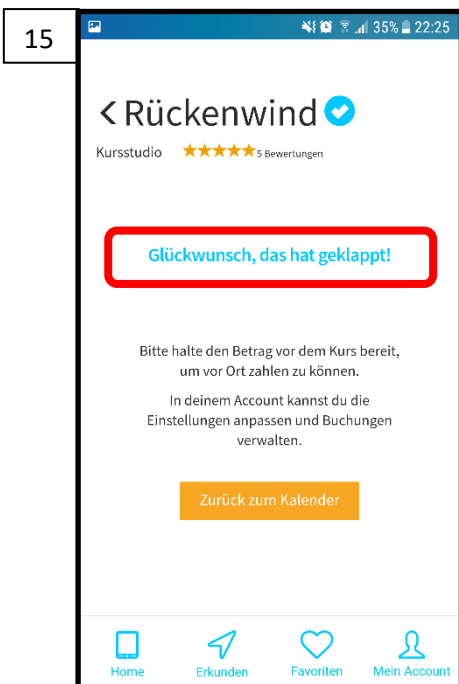 15
35% 22:25
Rückenwind
Kursstudio 5 Bewertungen
Glückwunsch, das hat geklappt!
Bitte halte den Betrag vor dem Kurs bereit,
um vor Ort zahlen zu können.
In deinem Account kannst du die
Einstellungen anpassen und Buchungen
verwalten.
Zurück zum Kalender
Home Erkunden Favoriten Mein Account